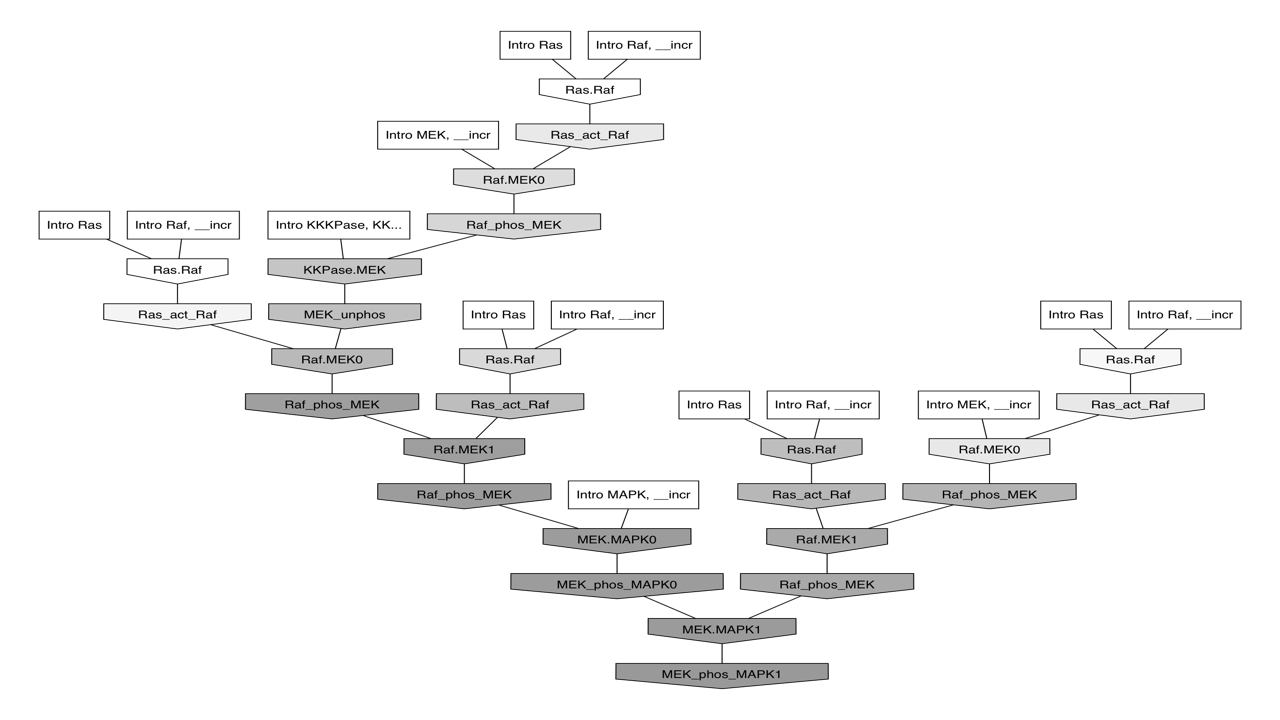 Intro Ras
Intro Raf, __incr
Ras.Raf
Intro MEK, __incr
Ras_act_Raf
Raf.MEK0
Intro Ras
Intro Raf, __incr
Intro KKKPase, KK...
Raf_phos_MEK
Ras.Raf
KKPase.MEK
Ras_act_Raf
MEK_unphos
Intro Ras
Intro Raf, __incr
Intro Ras
Intro Raf, __incr
Raf.MEK0
Ras.Raf
Ras.Raf
Raf_phos_MEK
Ras_act_Raf
Intro Ras
Intro Raf, __incr
Intro MEK, __incr
Ras_act_Raf
Raf.MEK1
Ras.Raf
Raf.MEK0
Raf_phos_MEK
Intro MAPK, __incr
Ras_act_Raf
Raf_phos_MEK
MEK.MAPK0
Raf.MEK1
MEK_phos_MAPK0
Raf_phos_MEK
MEK.MAPK1
MEK_phos_MAPK1